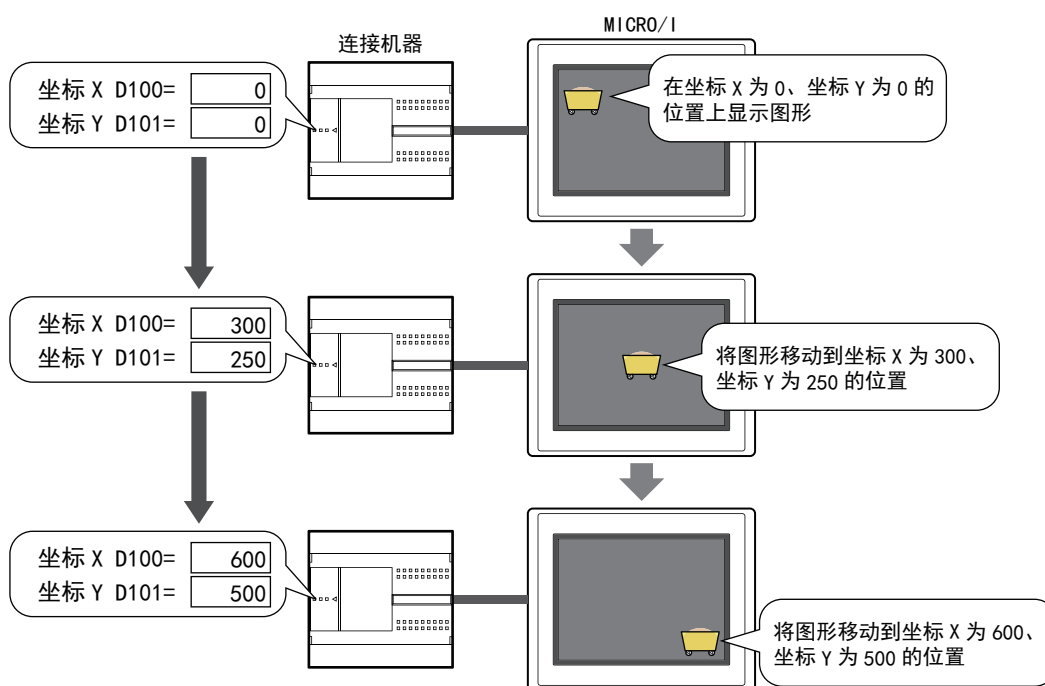 MICRO/I
连接机器
坐标 X D100= 0
坐标 Y D101= 0
在坐标 X 为 0、坐标 Y 为 0 的
位置上显示图形
坐标 X D100= 300
坐标 Y D101= 250
将图形移动到坐标 X 为 300、
坐标 Y 为 250 的位置
坐标 X D100= 600
坐标 Y D101= 500
将图形移动到坐标 X 为 600、
坐标 Y 为 500 的位置